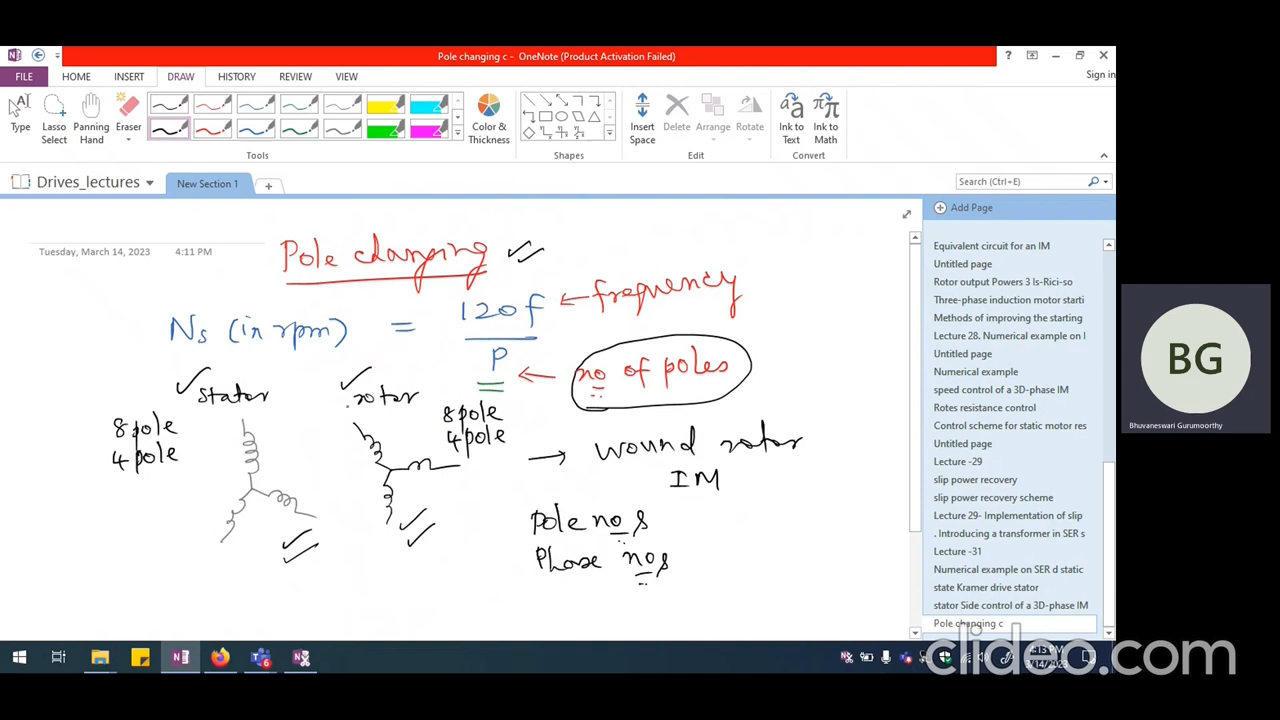 Pole changing c - OneNote (Product Activation Failed)
FILE HOME INSERT DRAW HISTORY REVIEW VIEW
Sign in
Type
Lasso Select
Panning Hand
Eraser
Color & Thickness
Insert Space
Delete
Arrange
Rotate
Ink to Text
Ink to Math
Tools
Shapes
Edit
Convert
Drives_lectures
New Section 1
Search (Ctrl+E)
Tuesday, March 14, 2023 4:11 PM
Pole changing
Ns (in rpm) = 120f / P
← frequency
← no of poles
stator
rotor
8 pole
4 pole
8 pole
4 pole
→ wound rotor
IM
Pole nos
Phase nos
Add Page
Equivalent circuit for an IM
Untitled page
Rotor output Powers 3 Is-Rici-so
Three-phase induction motor starti
Methods of improving the starting
Lecture 28. Numerical example on I
Untitled page
Numerical example
speed control of a 3D-phase IM
Rotes resistance control
Control scheme for static motor res
Untitled page
Lecture -29
slip power recovery
slip power recovery scheme
Lecture 29- Implementation of slip
. Introducing a transformer in SER s
Lecture -31
Numerical example on SER d static
state Kramer drive stator
stator Side control of a 3D-phase IM
Pole changing c
BG
Bhuvaneswari Gurumoorthy
4:13 PM
3/14/2023
clideo.com